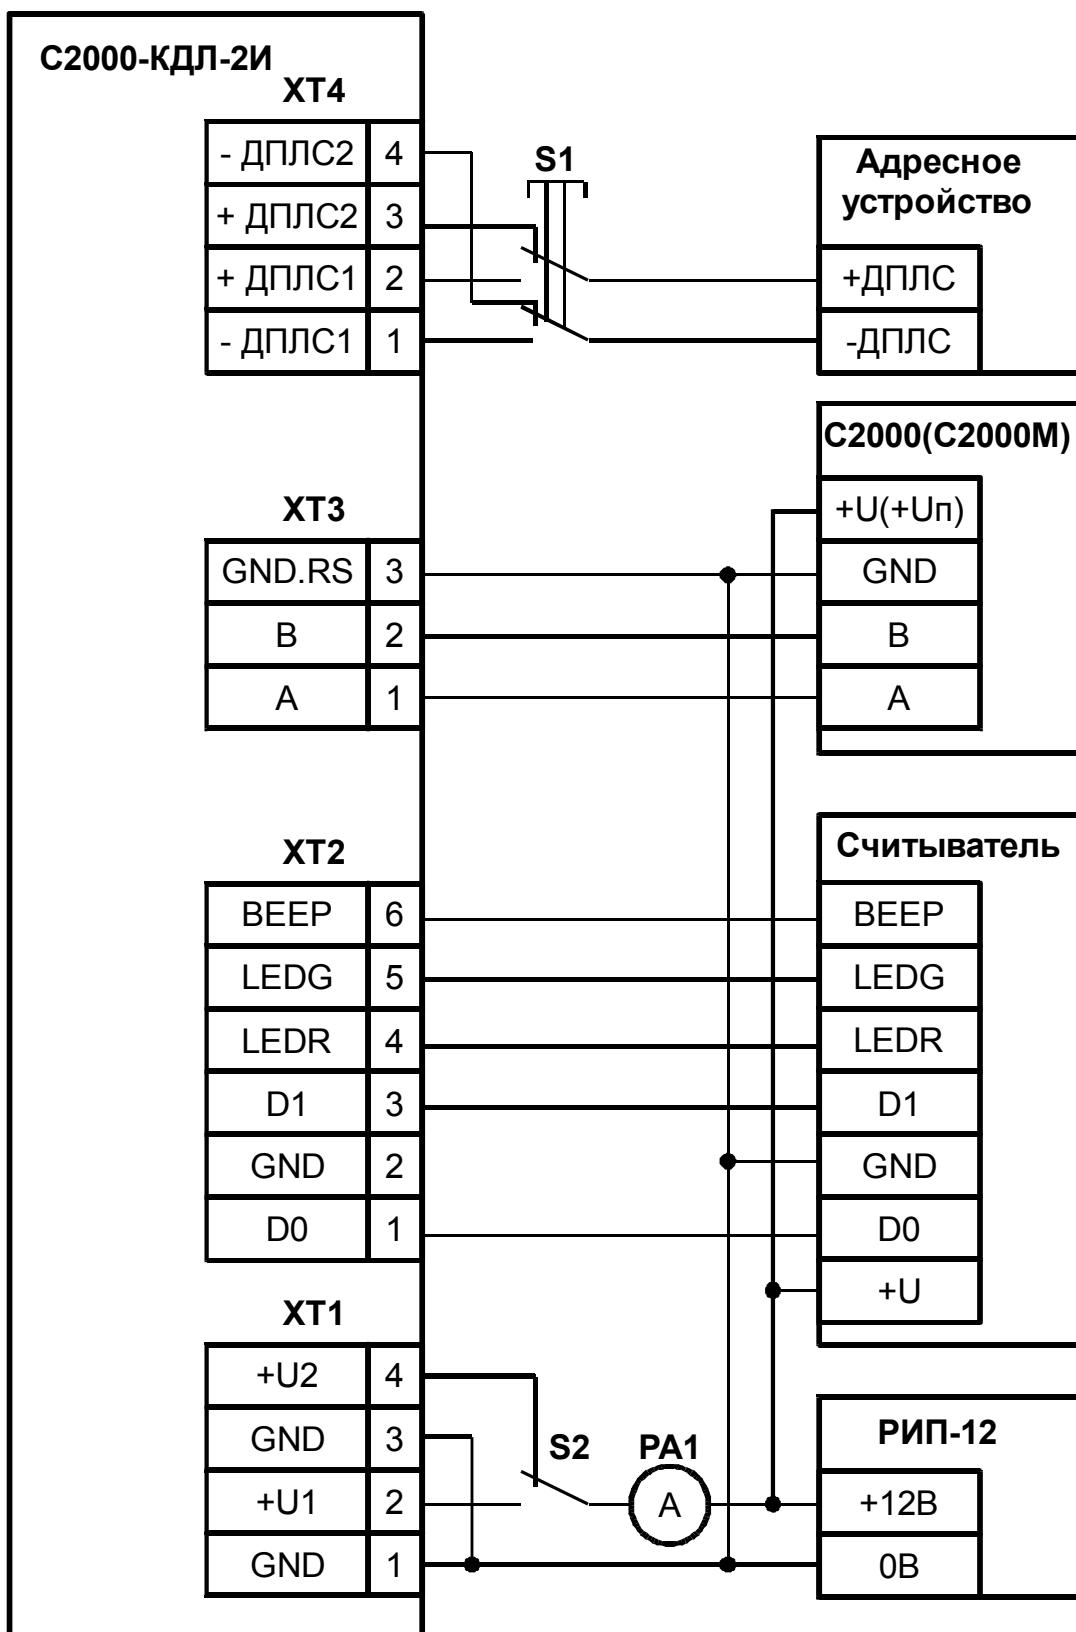 С2000-КДЛ-2И
XT4
- ДПЛС2 4
+ ДПЛС2 3
+ ДПЛС1 2
- ДПЛС1 1
S1
Адресное
устройство
+ДПЛС
-ДПЛС
С2000(С2000М)
+U(+Uп)
GND
B
A
XT3
GND.RS 3
B 2
A 1
XT2
BEEP 6
LEDG 5
LEDR 4
D1 3
GND 2
D0 1
Считыватель
BEEP
LEDG
LEDR
D1
GND
D0
+U
XT1
+U2 4
GND 3
+U1 2
GND 1
S2
PA1
A
РИП-12
+12В
0В